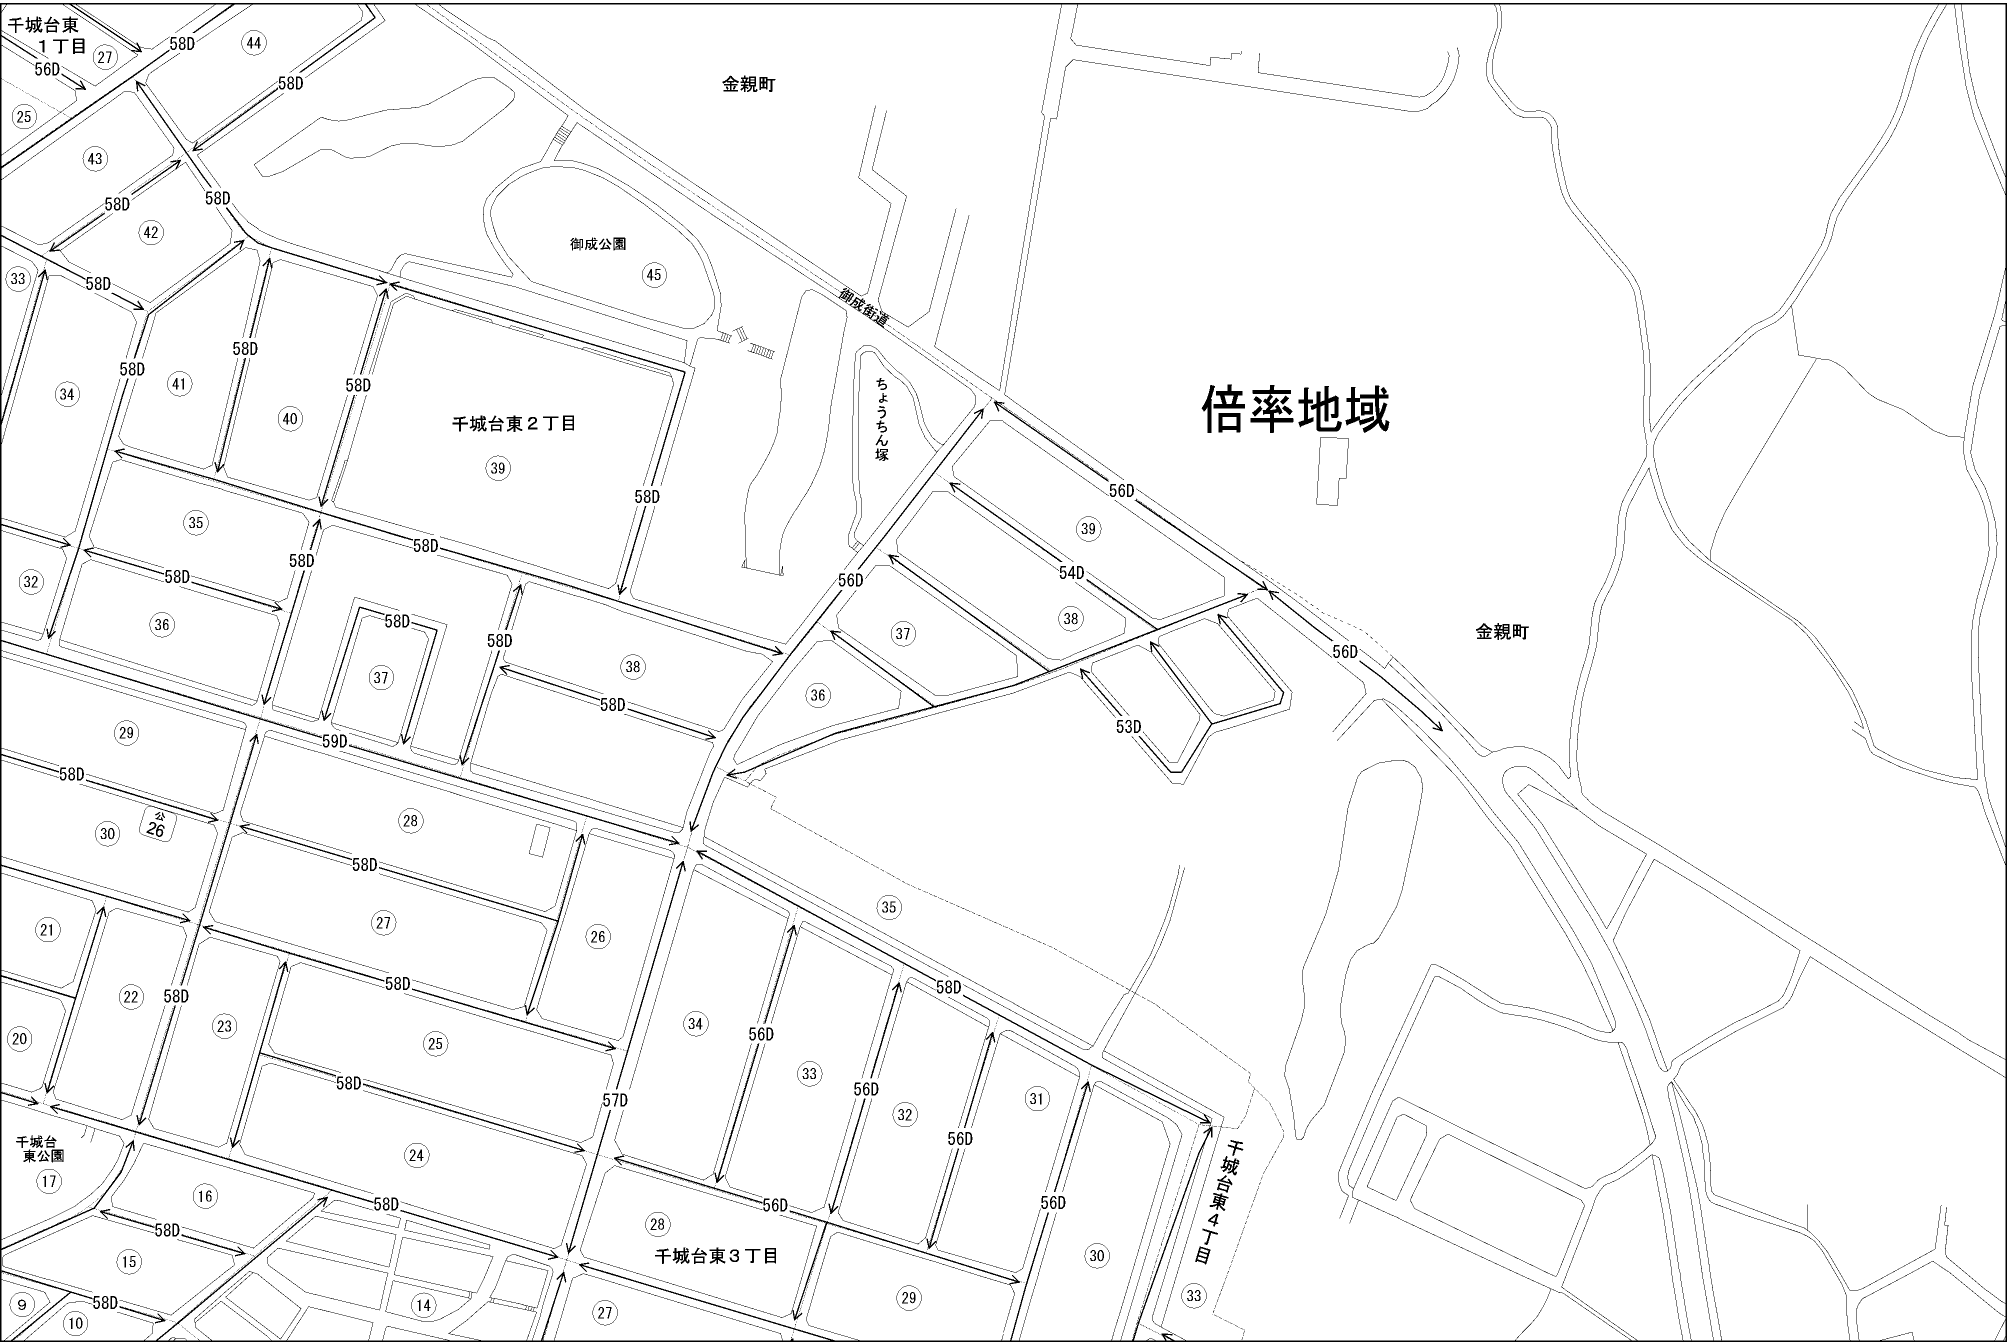 千城台東
１丁目
27
44
58D
56D
58D
25
43
58D
58D
42
33
58D
御成公園
45
金親町
御成街道
34
58D
41
58D
40
58D
千城台東２丁目
39
58D
ちょうちん塚
倍率地域
56D
39
35
58D
58D
58D
32
36
58D
37
58D
38
58D
56D
54D
38
37
36
53D
56D
金親町
29
59D
58D
30
公
26
28
58D
27
26
35
21
22
58D
58D
58D
20
23
25
58D
57D
34
56D
33
56D
32
56D
31
56D
30
千城台
東公園
17
16
58D
24
58D
15
56D
28
千城台東３丁目
29
千城台東４丁目
33
9
58D
10
14
27